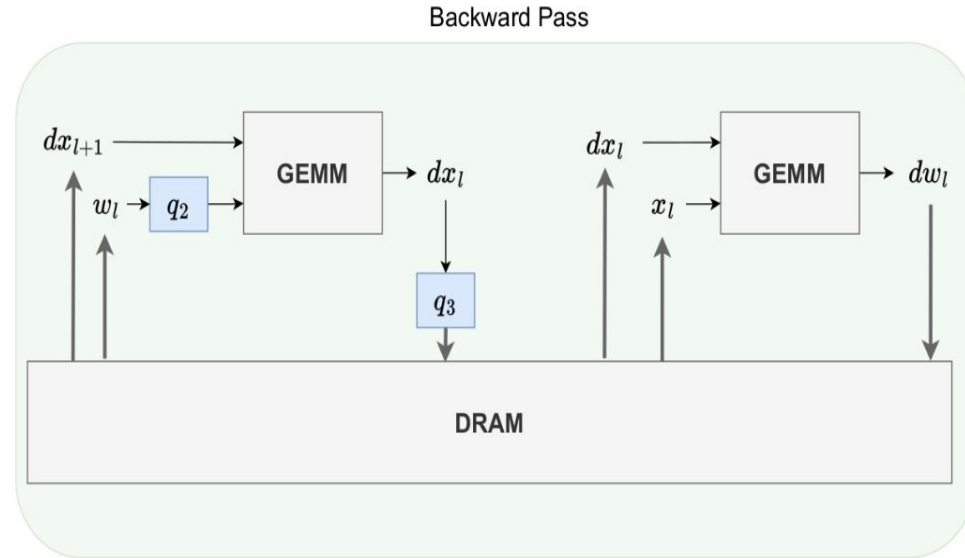 Backward Pass
dx_{l+1}
w_l
q_2
GEMM
dx_l
q_3
dx_l
x_l
GEMM
dw_l
DRAM